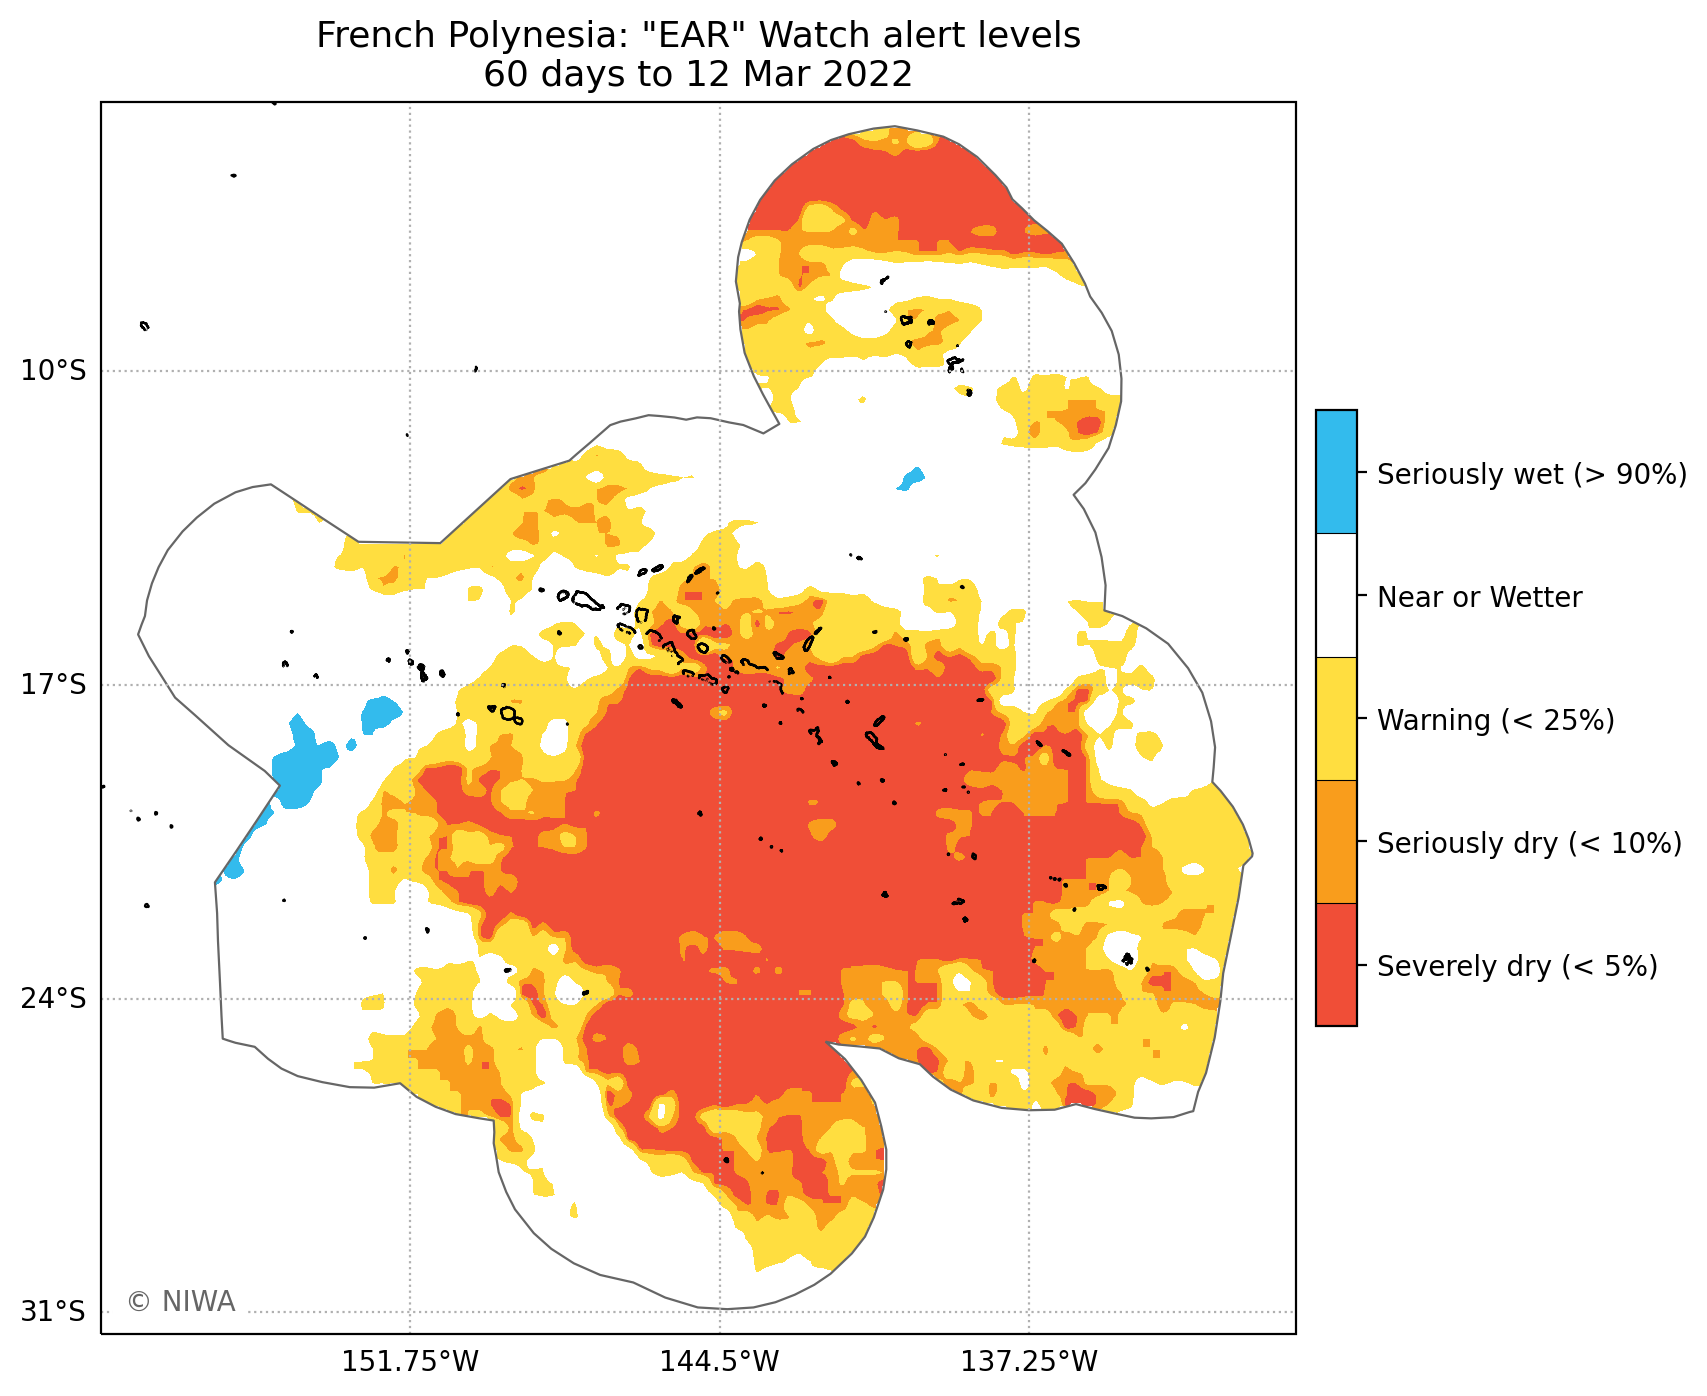 French Polynesia: "EAR" Watch alert levels
60 days to 12 Mar 2022
10°S
17°S
24°S
31°S
151.75°W
144.5°W
137.25°W
© NIWA
Seriously wet (> 90%)
Near or Wetter
Warning (< 25%)
Seriously dry (< 10%)
Severely dry (< 5%)